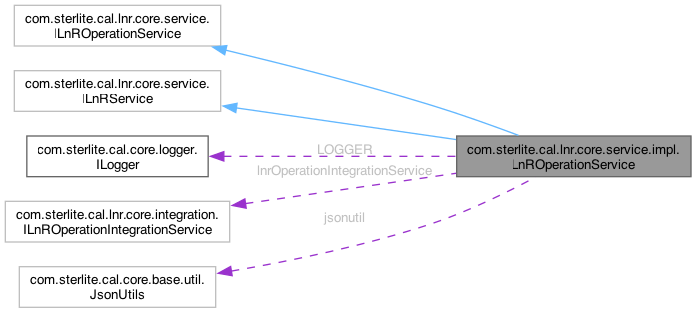 com.sterlite.cal.lnr.core.service.
ILnROperationService
com.sterlite.cal.lnr.core.service.
ILnRService
com.sterlite.cal.core.logger.
ILogger
LOGGER
com.sterlite.cal.lnr.core.service.impl.
LnROperationService
lnrOperationIntegrationService
com.sterlite.cal.lnr.core.integration.
ILnROperationIntegrationService
jsonutil
com.sterlite.cal.core.base.util.
JsonUtils